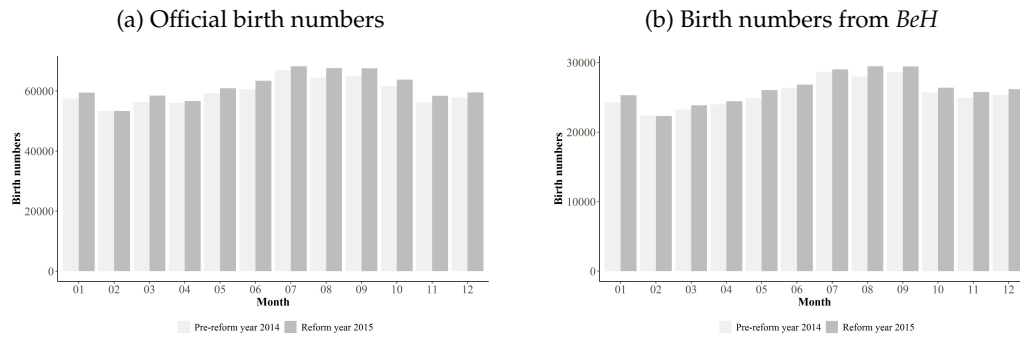 (a) Official birth numbers
Birth numbers
60000
40000
20000
0
01 02 03 04 05 06 07 08 09 10 11 12
Month
Pre-reform year 2014 Reform year 2015
(b) Birth numbers from BeH
Birth numbers
30000
20000
10000
0
01 02 03 04 05 06 07 08 09 10 11 12
Month
Pre-reform year 2014 Reform year 2015